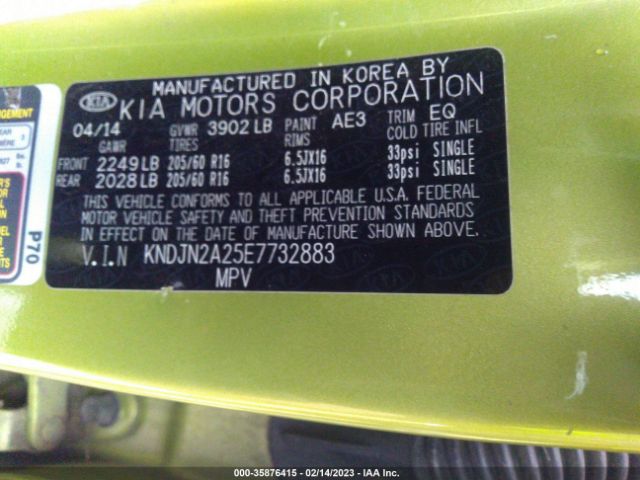 MANUFACTURED IN KOREA BY
KIA KIA MOTORS CORPORATION
04/14 GVWR 3902 LB PAINT AE3 TRIM EQ
GAWR TIRES RIMS COLD TIRE INFL
FRONT 2249 LB 205/60 R16 6.5JX16 33psi SINGLE
REAR 2028 LB 205/60 R16 6.5JX16 33psi SINGLE
THIS VEHICLE CONFORMS TO ALL APPLICABLE U.S.A. FEDERAL
MOTOR VEHICLE SAFETY AND THEFT PREVENTION STANDARDS
IN EFFECT ON THE DATE OF MANUFACTURE SHOWN ABOVE.
V.I.N KNDJN2A25E7732883
MPV
P70
000-35876415 - 02/14/2023 - IAA Inc.